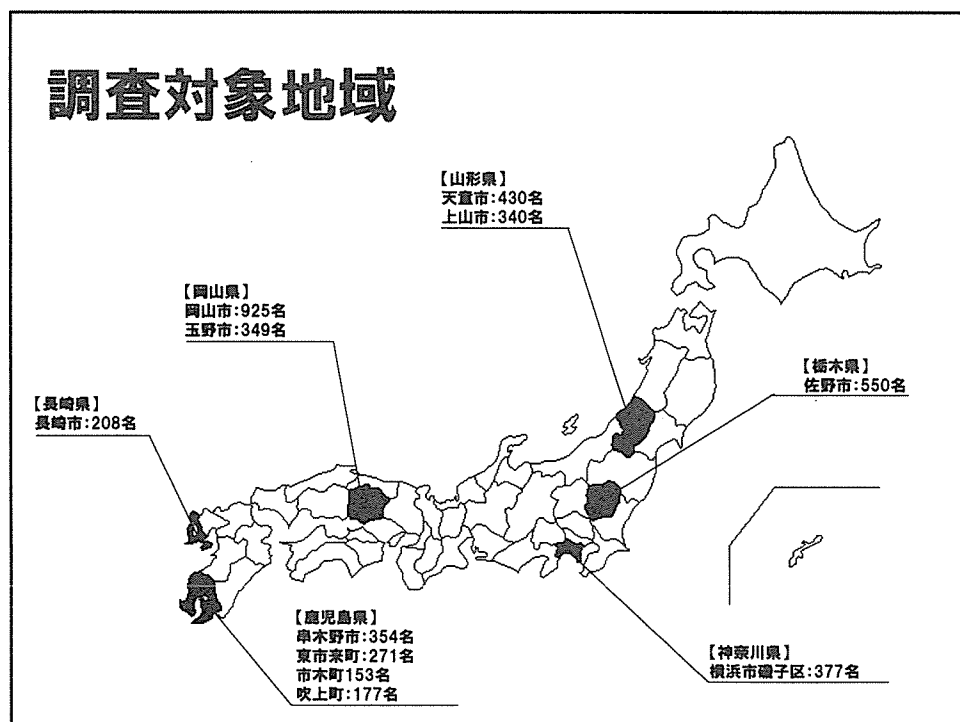 調査対象地域
【山形県】
天童市:430名
上山市:340名
【岡山県】
岡山市:925名
玉野市:349名
【栃木県】
佐野市:550名
【長崎県】
長崎市:208名
【鹿児島県】
串木野市:354名
東市来町:271名
市木町153名
吹上町:177名
【神奈川県】
横浜市磯子区:377名